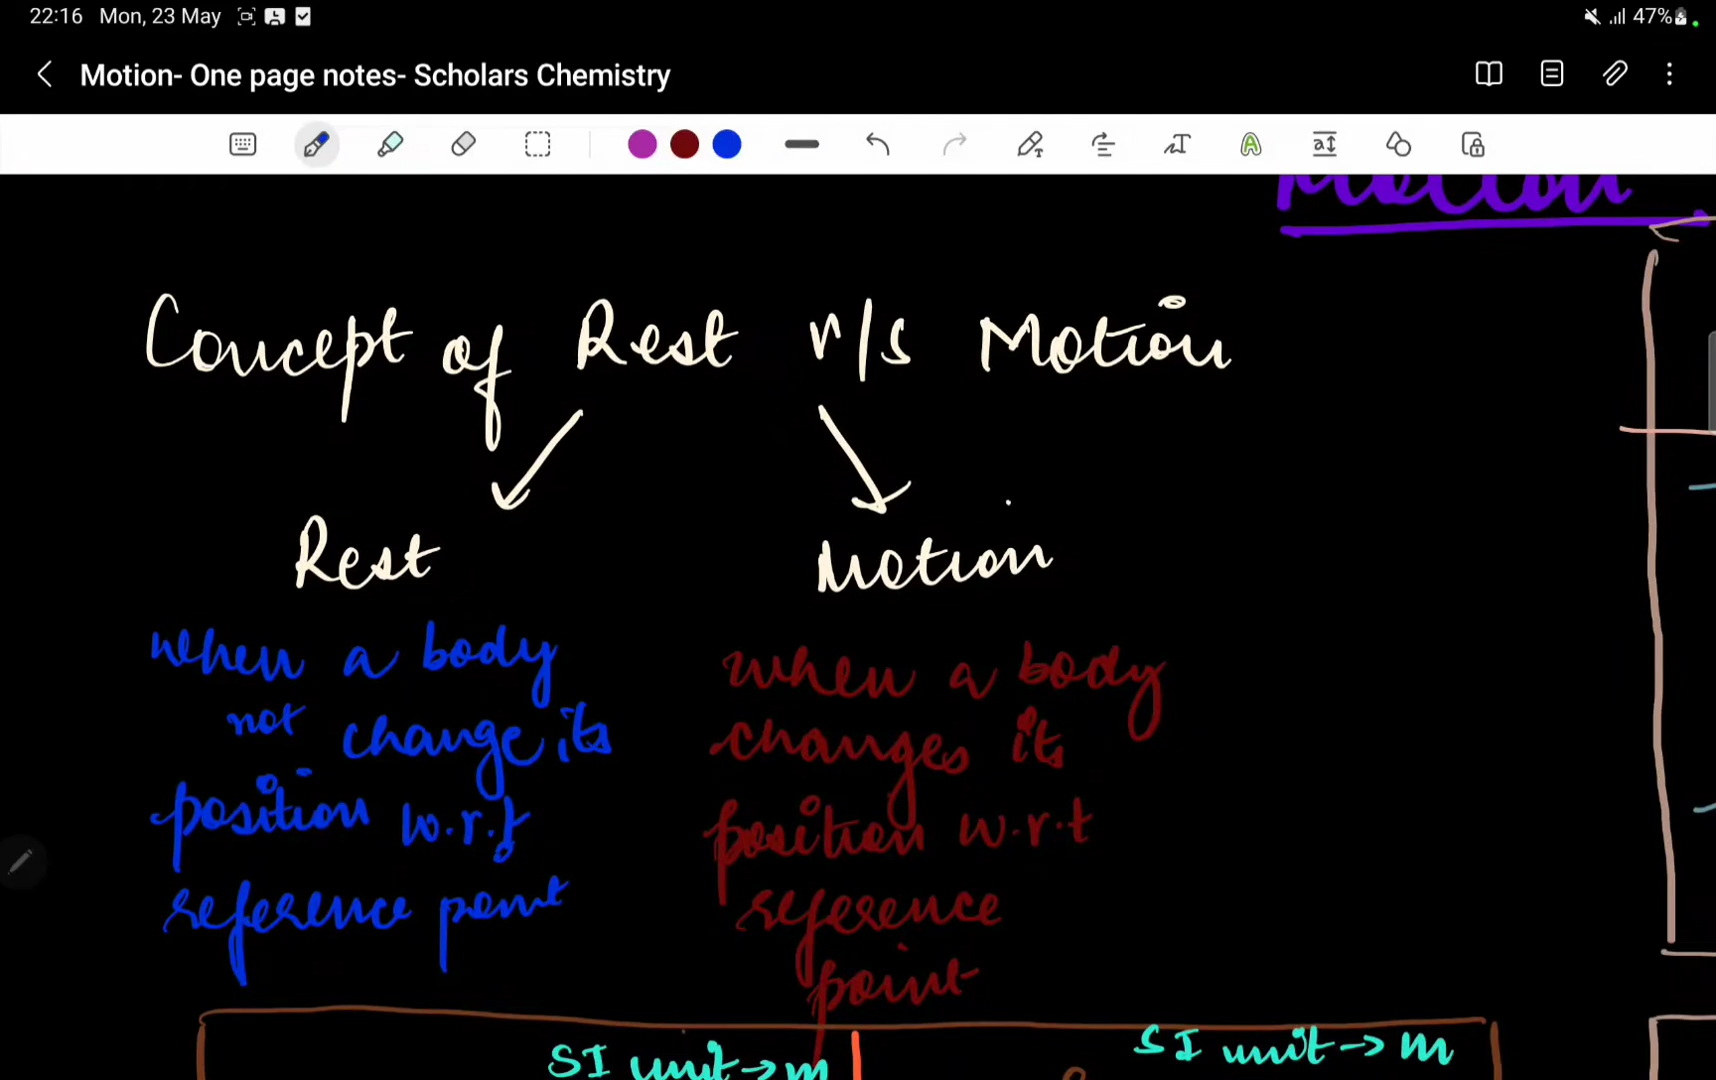 22:16 Mon, 23 May
47%
Motion- One page notes- Scholars Chemistry
Motion
Concept of Rest r/s Motion
Rest
Motion
when a body
not change its
position w.r.t
reference point
when a body
changes its
position w.r.t
reference
point
SI unit→m
SI unit→m